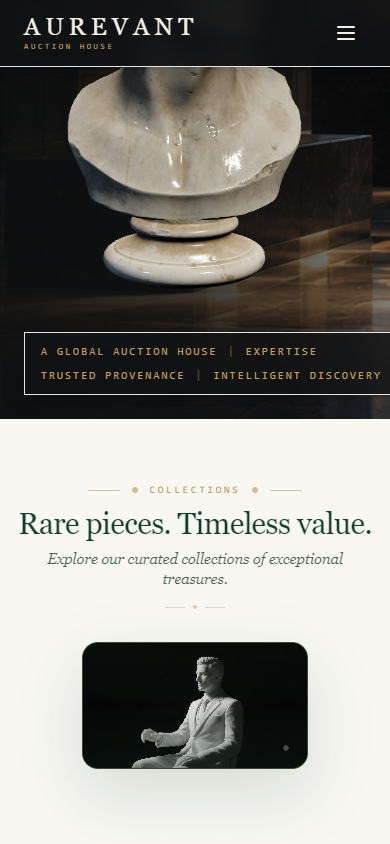 AUREVANT
AUCTION HOUSE
A GLOBAL AUCTION HOUSE | EXPERTISE
TRUSTED PROVENANCE | INTELLIGENT DISCOVERY
COLLECTIONS
Rare pieces. Timeless value.
Explore our curated collections of exceptional
treasures.